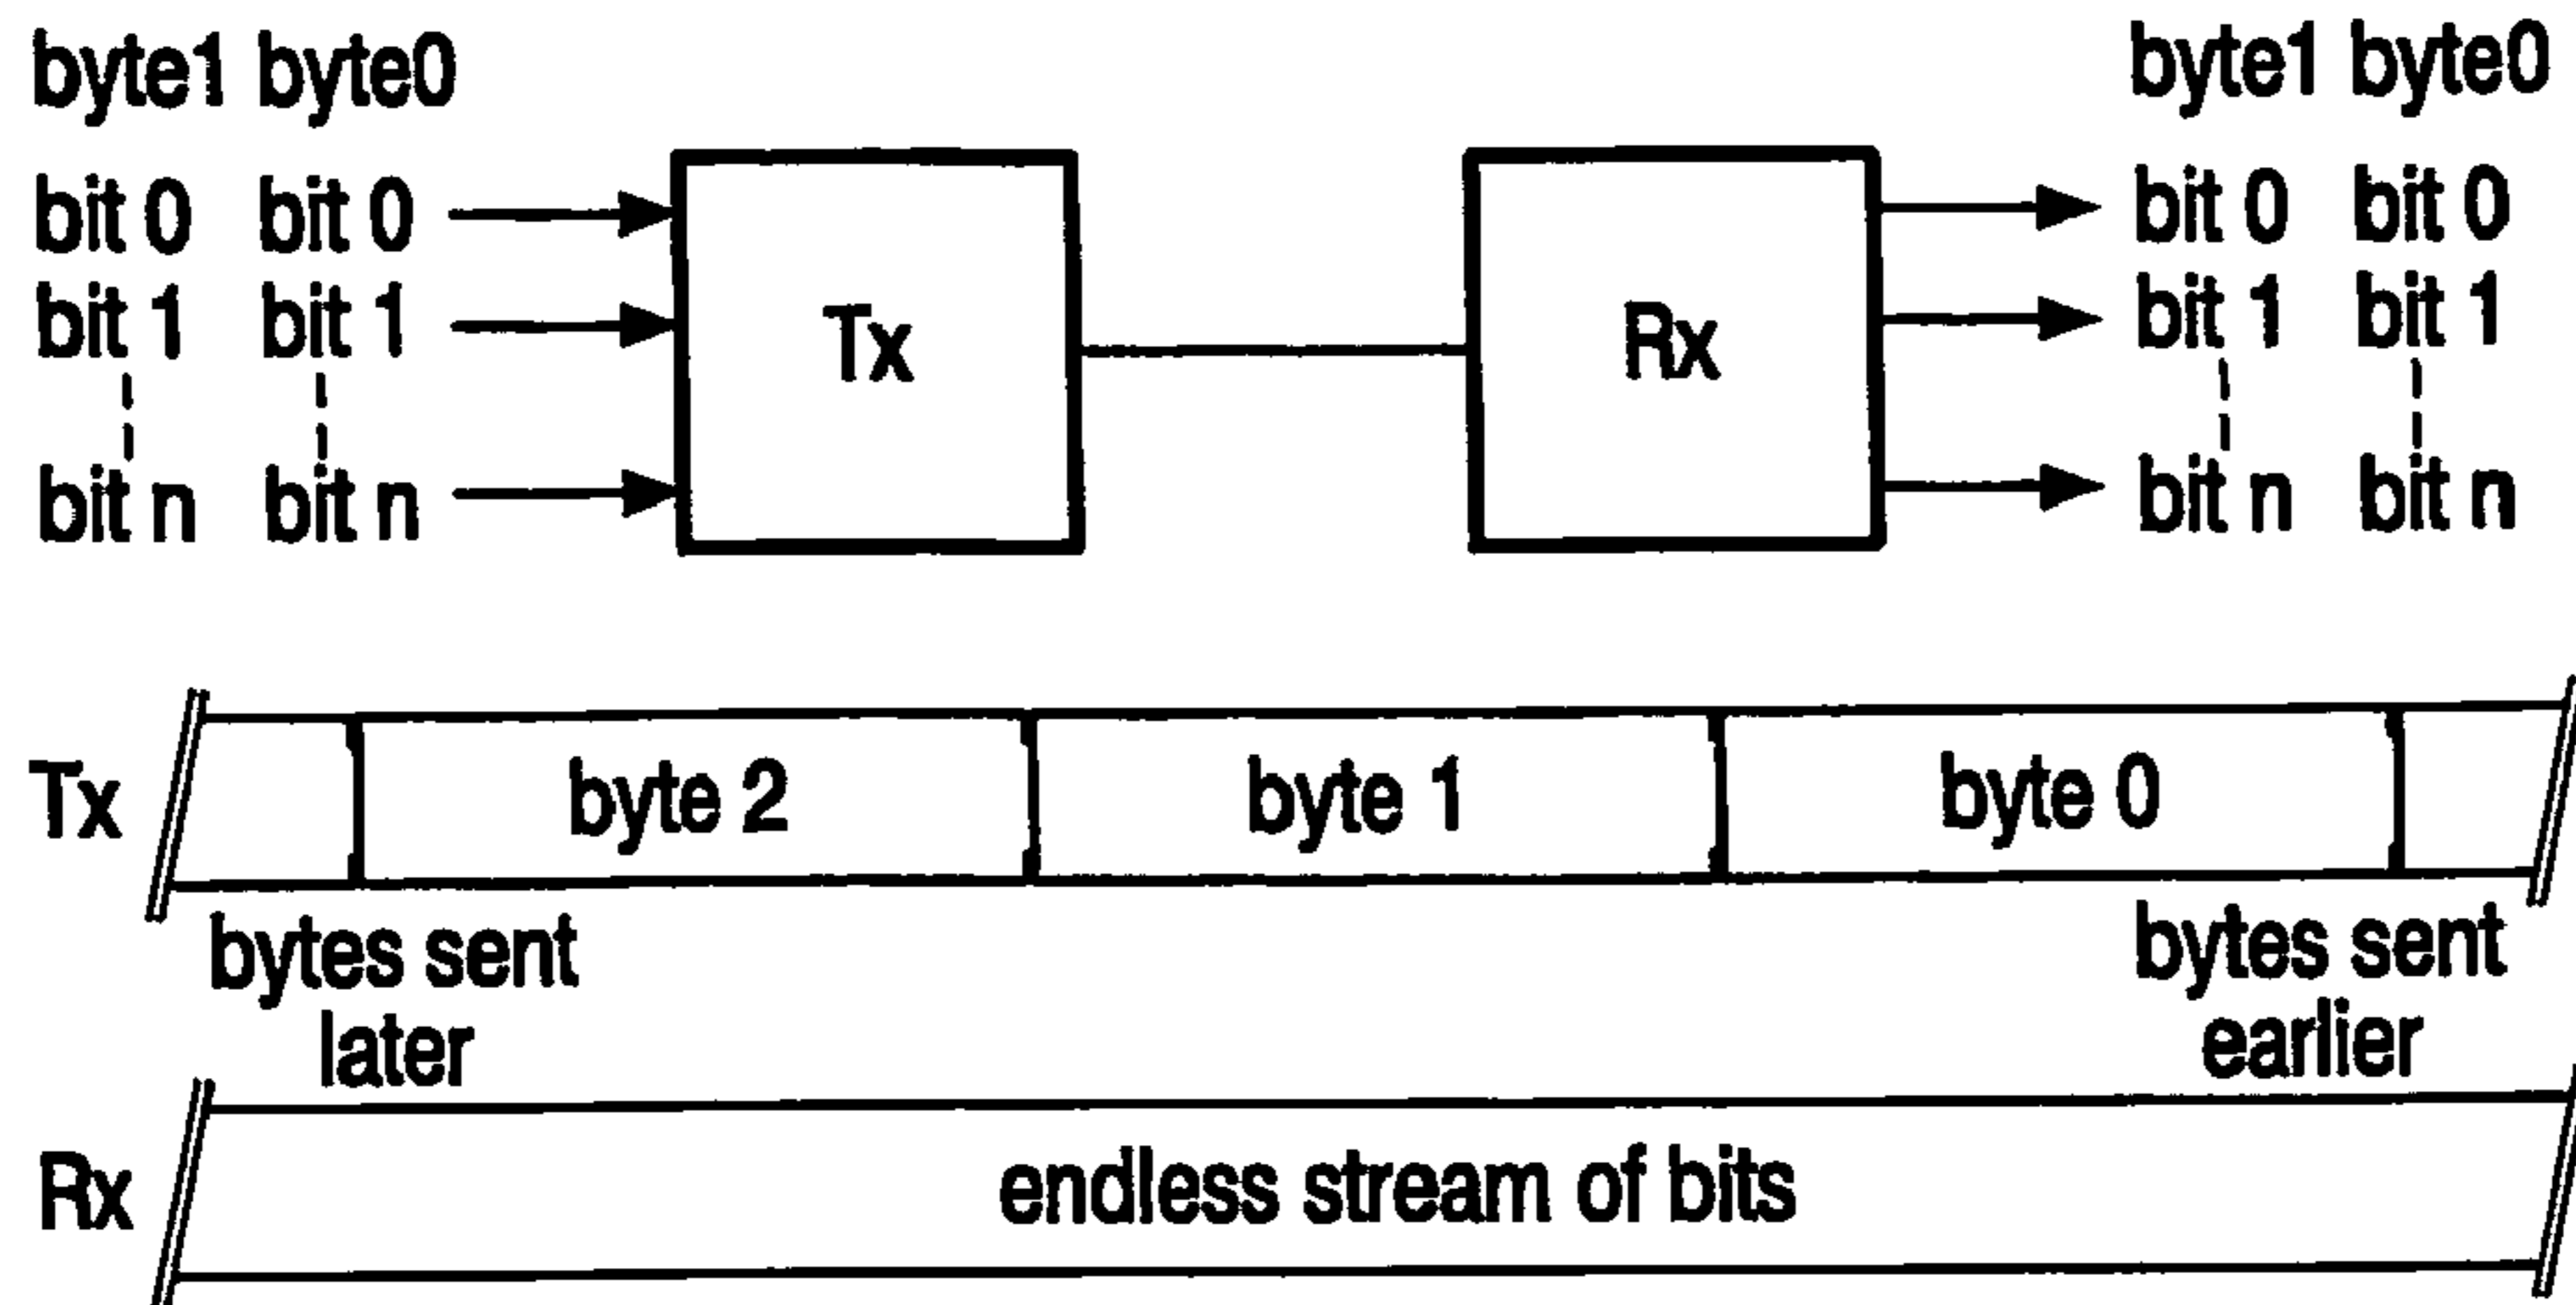 byte1 byte0 byte1 byte0
bit 0 bit 0 bit 0 bit 0
bit 1 bit 1 Tx Rx bit 1 bit 1
bit n bit n bit n bit n
Tx byte 2 byte 1 byte 0
bytes sent later
bytes sent earlier
Rx endless stream of bits